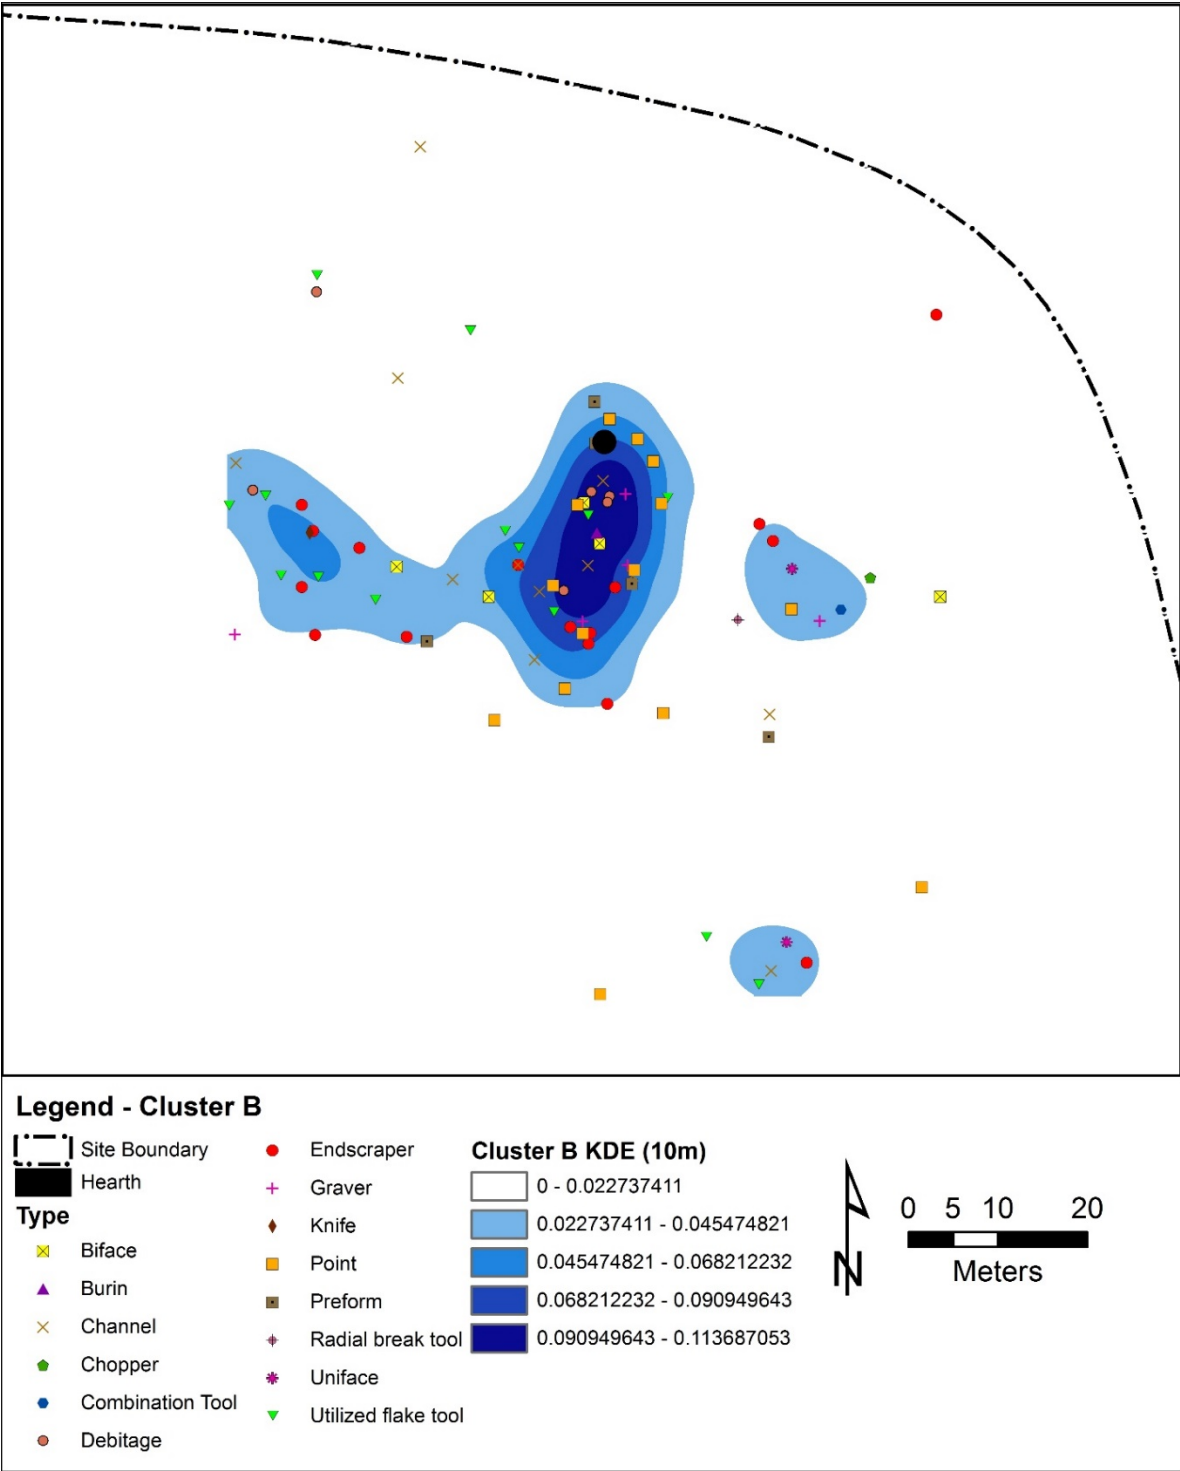 Legend - Cluster B
Site Boundary
Hearth
Type
Biface
Burin
Channel
Chopper
Combination Tool
Debitage
Endscraper
Graver
Knife
Point
Preform
Radial break tool
Uniface
Utilized flake tool
Cluster B KDE (10m)
0 - 0.022737411
0.022737411 - 0.045474821
0.045474821 - 0.068212232
0.068212232 - 0.090949643
0.090949643 - 0.113687053
N
0 5 10 20
Meters